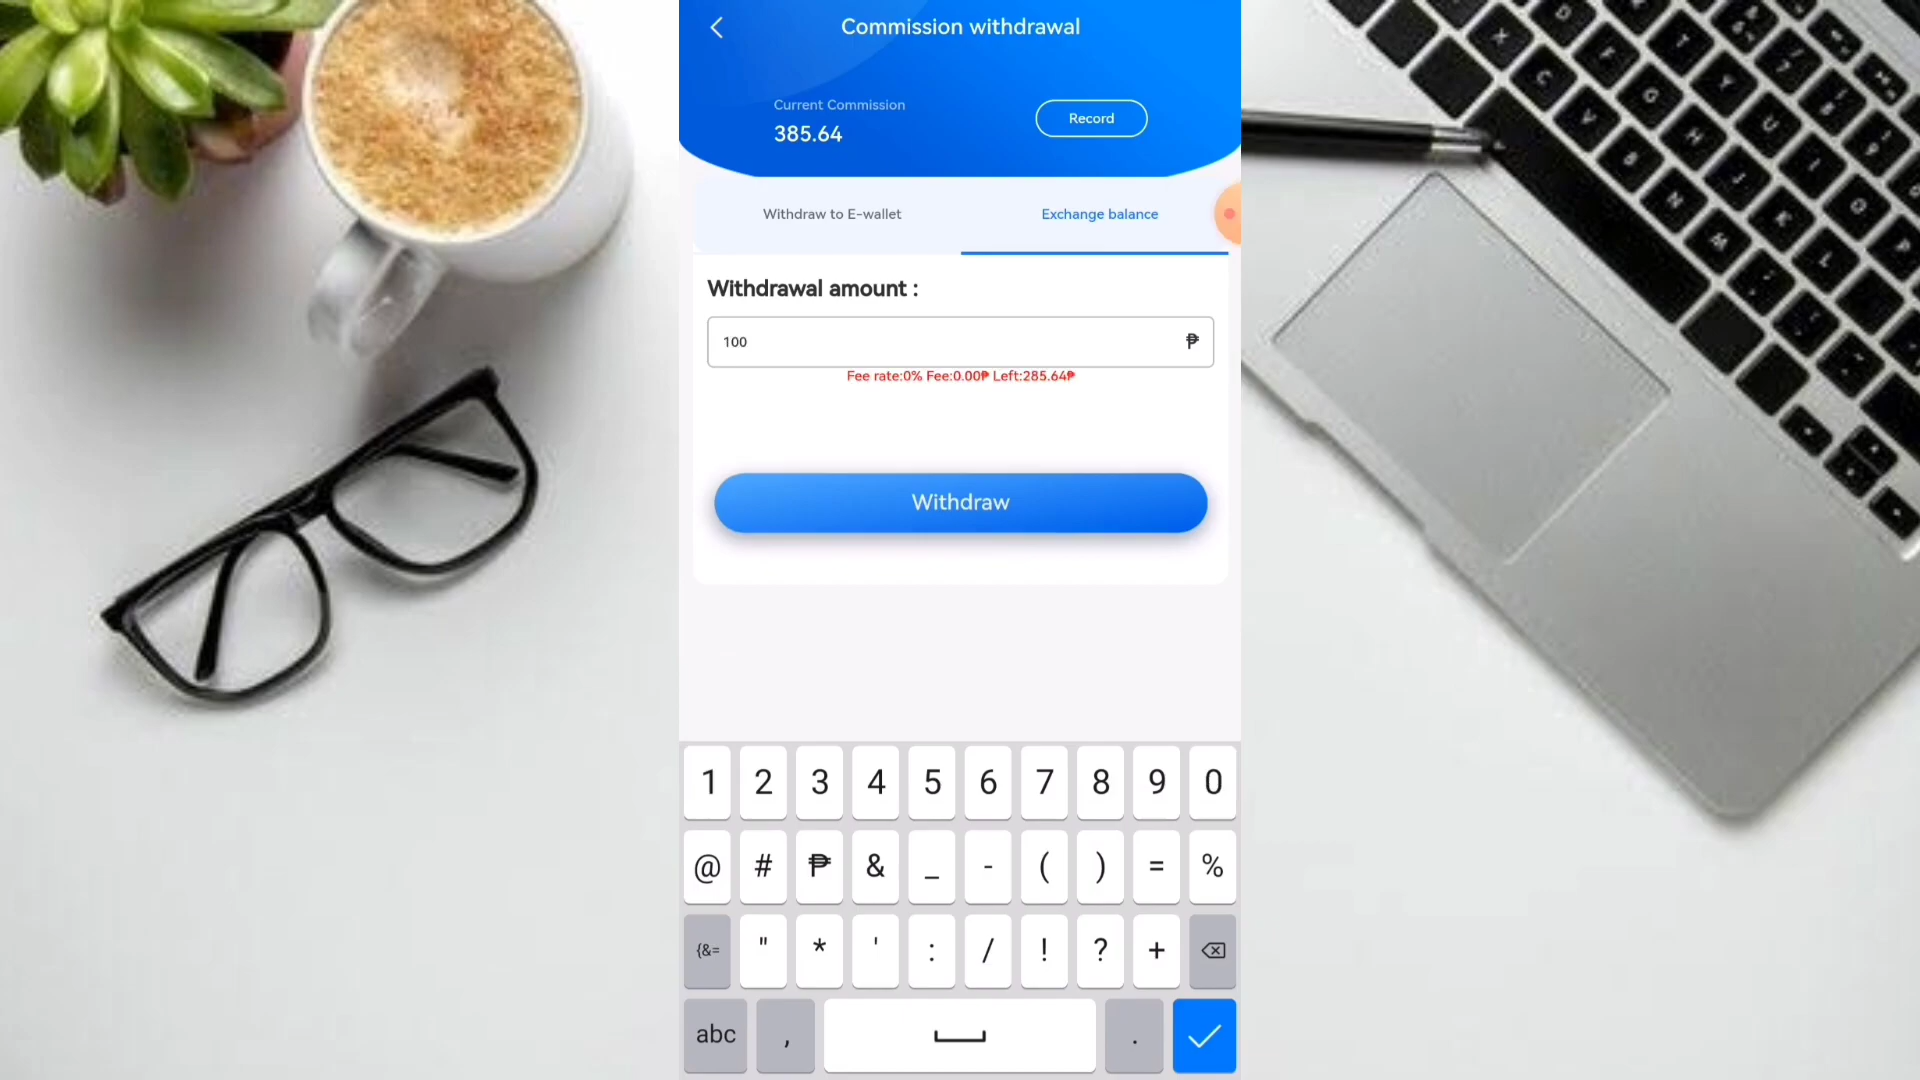 Commission withdrawal
Current Commission
385.64
Record
Withdraw to E-wallet
Exchange balance
Withdrawal amount :
100 ₱
Fee rate:0% Fee:0.00₱ Left:285.64₱
Withdraw
1 2 3 4 5 6 7 8 9 0
@ # ₱ & _ - ( ) = %
{&= " * ' : / ! ? +
abc , .